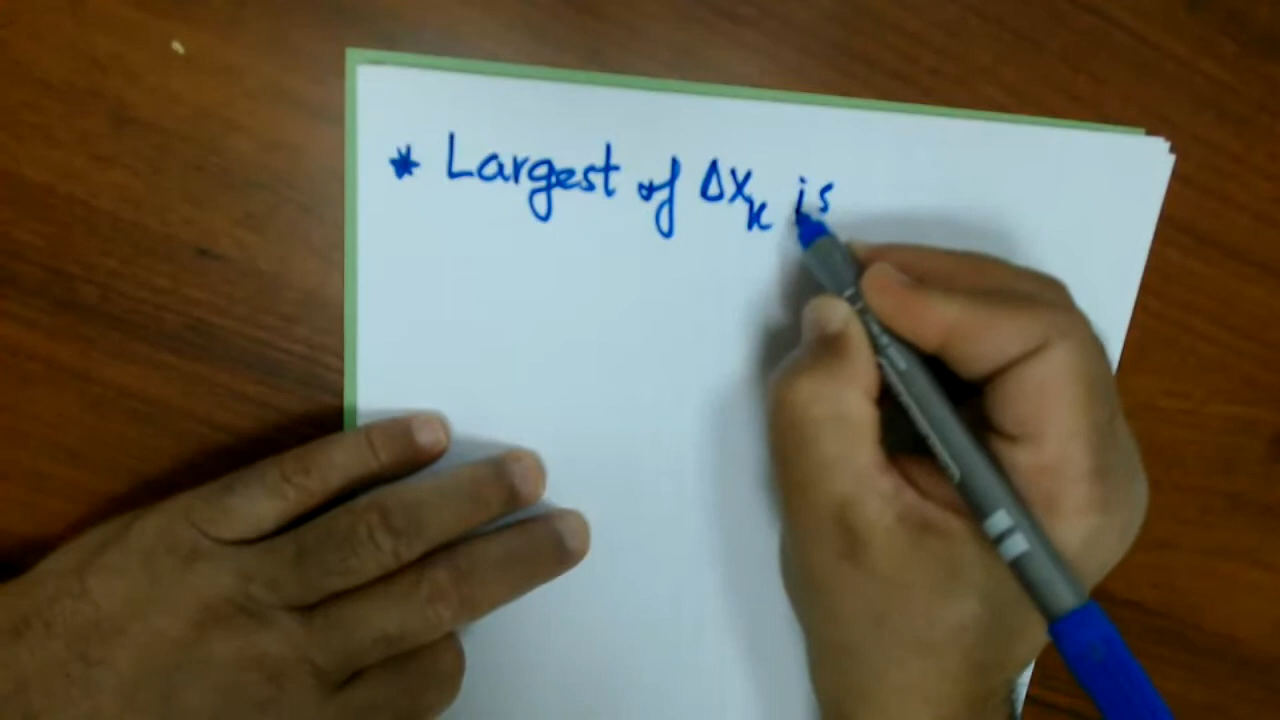 * Largest of Δx_k is